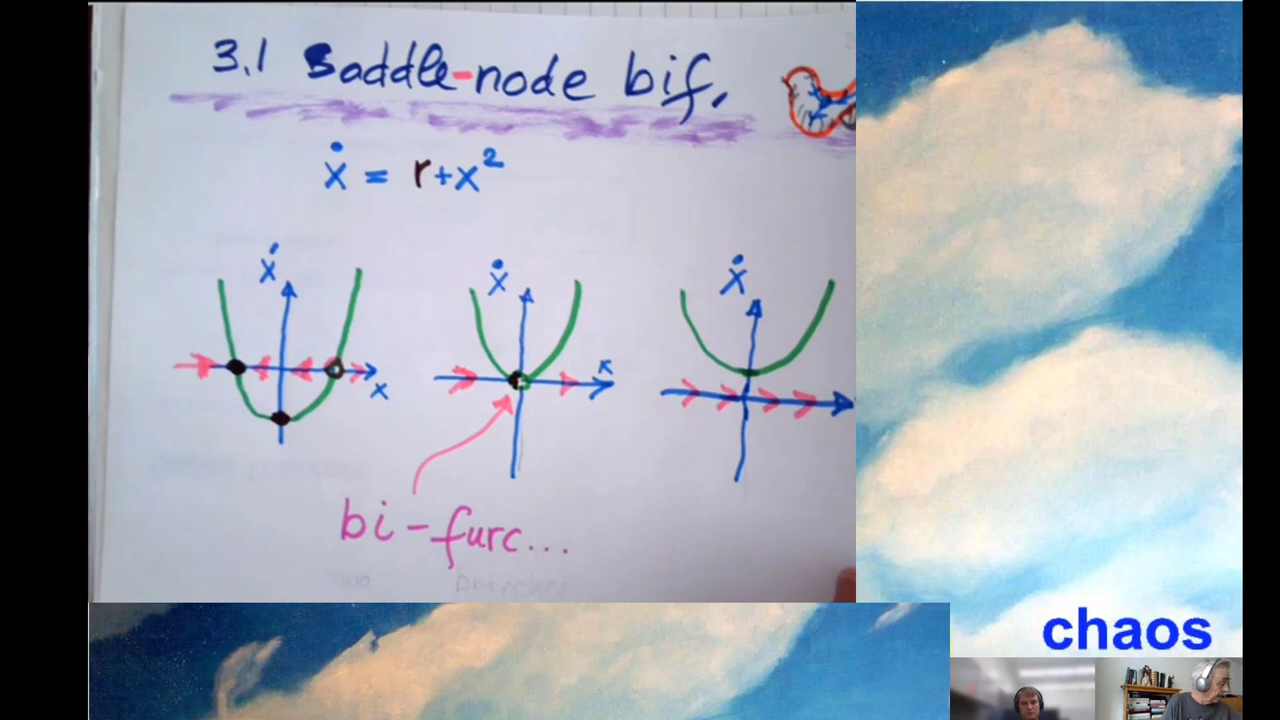 3.1 Saddle-node bif.
ẋ = r+x²
ẋ
x
ẋ
x
ẋ
bi-furc...
chaos